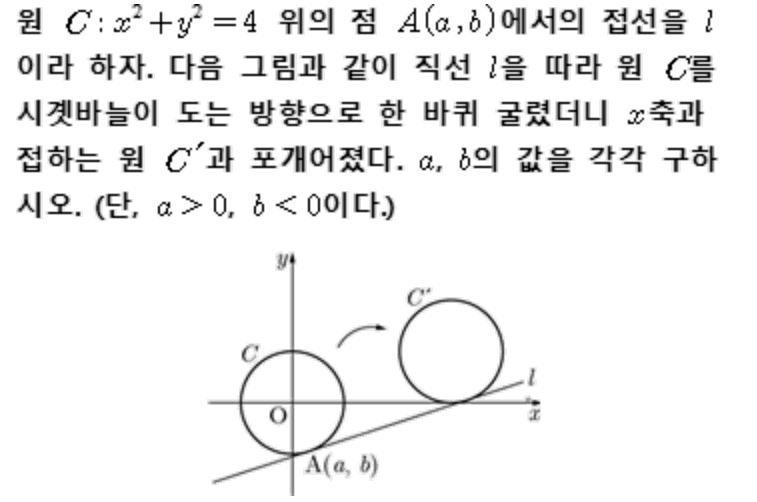 원 C : x²+y²=4 위의 점 A(a,b)에서의 접선을 l
이라 하자. 다음 그림과 같이 직선 l을 따라 원 C를
시곗바늘이 도는 방향으로 한 바퀴 굴렸더니 x축과
접하는 원 C′과 포개어졌다. a, b의 값을 각각 구하
시오. (단, a>0, b<0이다.)
y
C′
C
l
O
x
A(a, b)